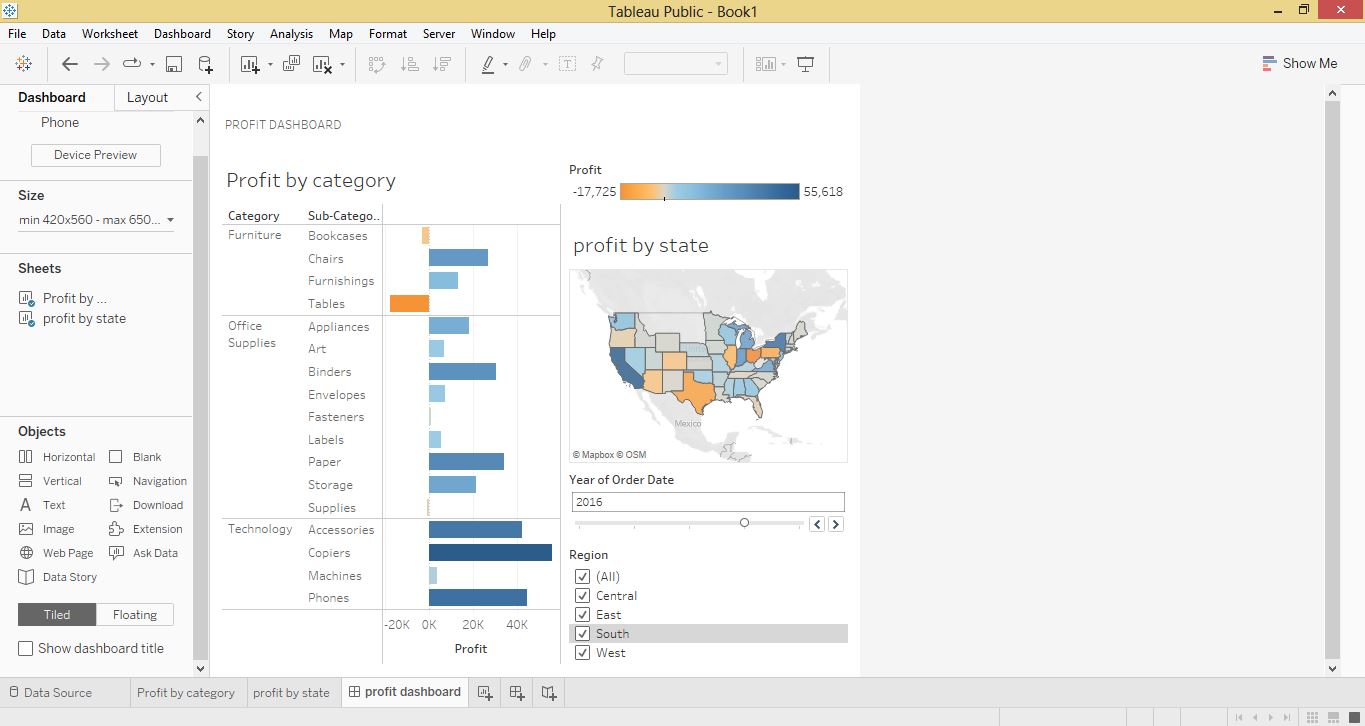 Tableau Public - Book1
File Data Worksheet Dashboard Story Analysis Map Format Server Window Help
Show Me
Dashboard Layout
Phone
Device Preview
Size
min 420x560 - max 650...
Sheets
Profit by ...
profit by state
Objects
Horizontal Blank
Vertical Navigation
Text Download
Image Extension
Web Page Ask Data
Data Story
Tiled Floating
Show dashboard title
PROFIT DASHBOARD
Profit by category
Category Sub-Catego..
Furniture Bookcases
Chairs
Furnishings
Tables
Office Supplies Appliances
Art
Binders
Envelopes
Fasteners
Labels
Paper
Storage
Supplies
Technology Accessories
Copiers
Machines
Phones
-20K 0K 20K 40K
Profit
Profit
-17,725 55,618
profit by state
Mexico
© Mapbox © OSM
Year of Order Date
2016
Region
(All)
Central
East
South
West
Data Source Profit by category profit by state profit dashboard